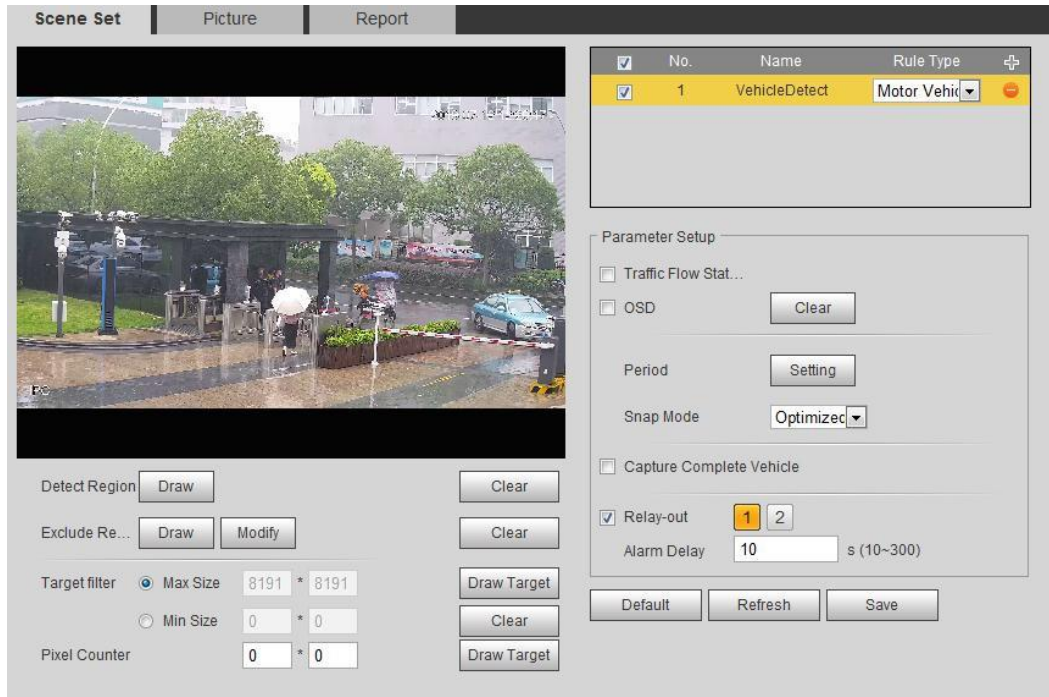 Scene Set Picture Report
No. Name Rule Type
1 VehicleDetect Motor Vehic
Parameter Setup
Traffic Flow Stat...
OSD Clear
Period Setting
Snap Mode Optimized
Capture Complete Vehicle
Relay-out 1 2
Alarm Delay 10 s (10~300)
Default Refresh Save
Detect Region Draw Clear
Exclude Re... Draw Modify Clear
Target filter Max Size 8191 * 8191 Draw Target
Min Size 0 * 0 Clear
Pixel Counter 0 * 0 Draw Target